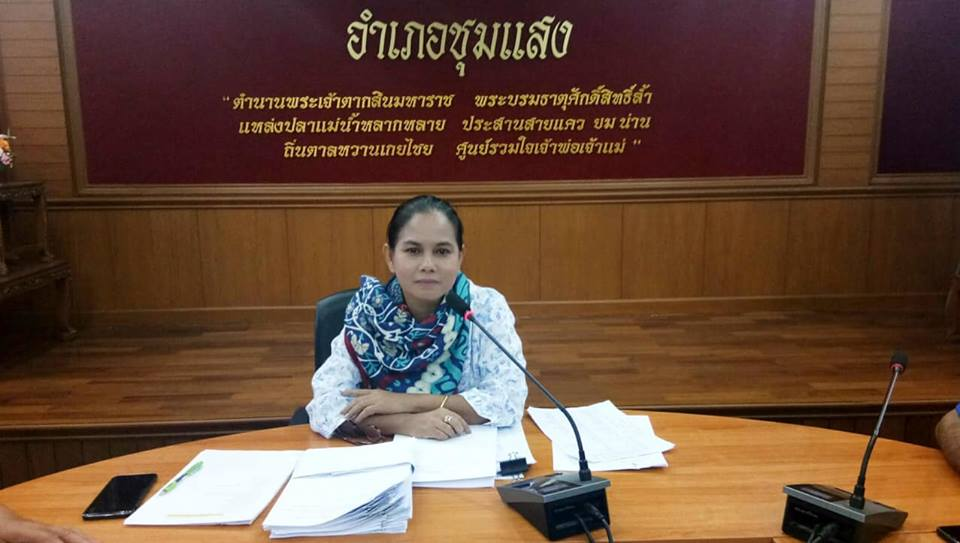 อำเภอชุมแสง
“ ตำนานพระเจ้าตากสินมหาราช พระบรมธาตุศักดิ์สิทธิ์ล้ำ
แหล่งปลาแม่น้ำหลากหลาย ประสานสายแคว ยม น่าน
ถิ่นตาลหวานเกยไชย ศูนย์รวมใจเจ้าพ่อเจ้าแม่ ”